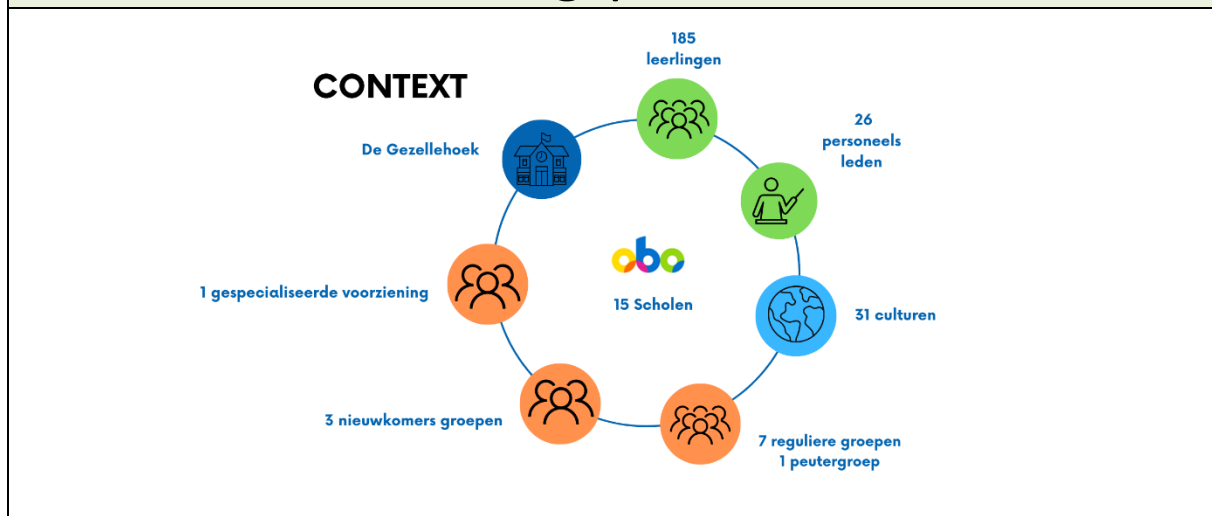 CONTEXT
185
leerlingen
De Gezellehoek
26
personeels
leden
obo
15 Scholen
1 gespecialiseerde voorziening
31 culturen
3 nieuwkomers groepen
7 reguliere groepen
1 peutergroep